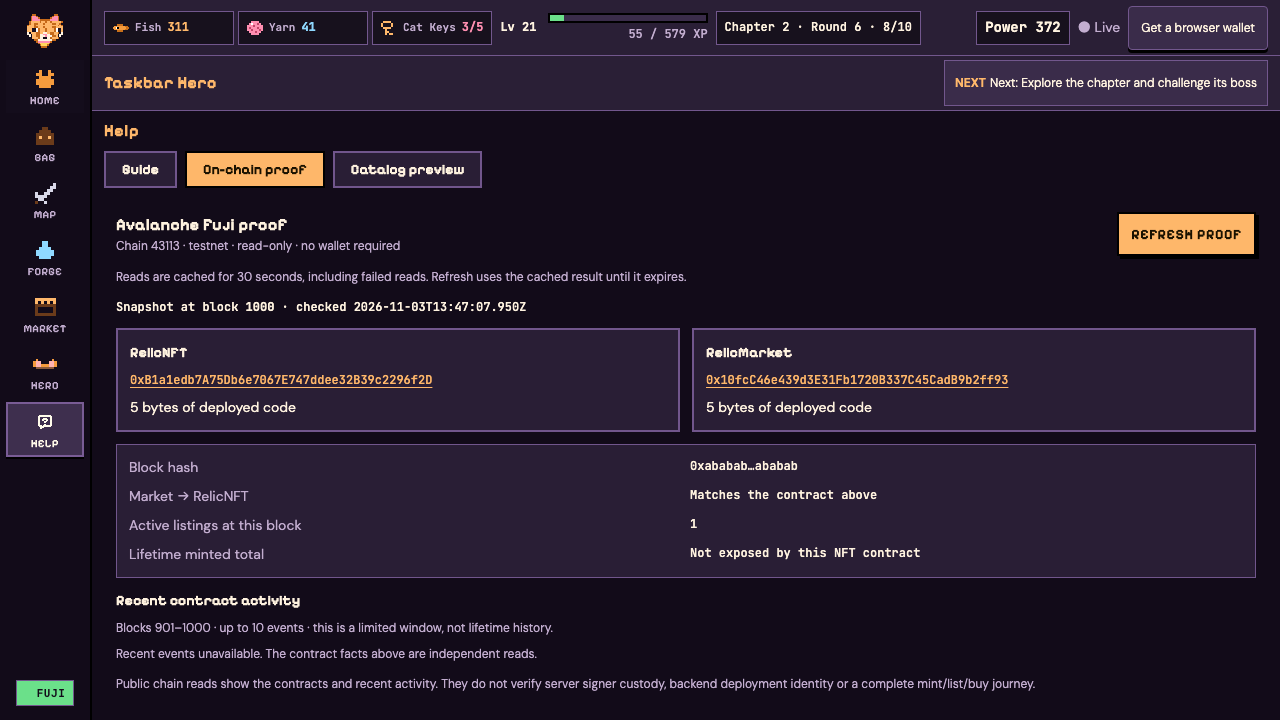 Fish 311
Yarn 41
Cat Keys 3/5
Lv 21
55 / 579 XP
Chapter 2 · Round 6 · 8/10
Power 372
Live
Get a browser wallet
HOME
BAG
MAP
FORGE
MARKET
HERO
HELP
FUJI
Taskbar Hero
NEXT Next: Explore the chapter and challenge its boss
Help
Guide
On-chain proof
Catalog preview
Avalanche Fuji proof
Chain 43113 · testnet · read-only · no wallet required
REFRESH PROOF
Reads are cached for 30 seconds, including failed reads. Refresh uses the cached result until it expires.
Snapshot at block 1000 · checked 2026-11-03T13:47:07.950Z
RelicNFT
0xB1a1edb7A75Db6e7067E747ddee32B39c2296f2D
5 bytes of deployed code
RelicMarket
0x10fcC46e439d3E31Fb1720B337C45CadB9b2ff93
5 bytes of deployed code
Block hash 0xababab…ababab
Market → RelicNFT Matches the contract above
Active listings at this block 1
Lifetime minted total Not exposed by this NFT contract
Recent contract activity
Blocks 901–1000 · up to 10 events · this is a limited window, not lifetime history.
Recent events unavailable. The contract facts above are independent reads.
Public chain reads show the contracts and recent activity. They do not verify server signer custody, backend deployment identity or a complete mint/list/buy journey.